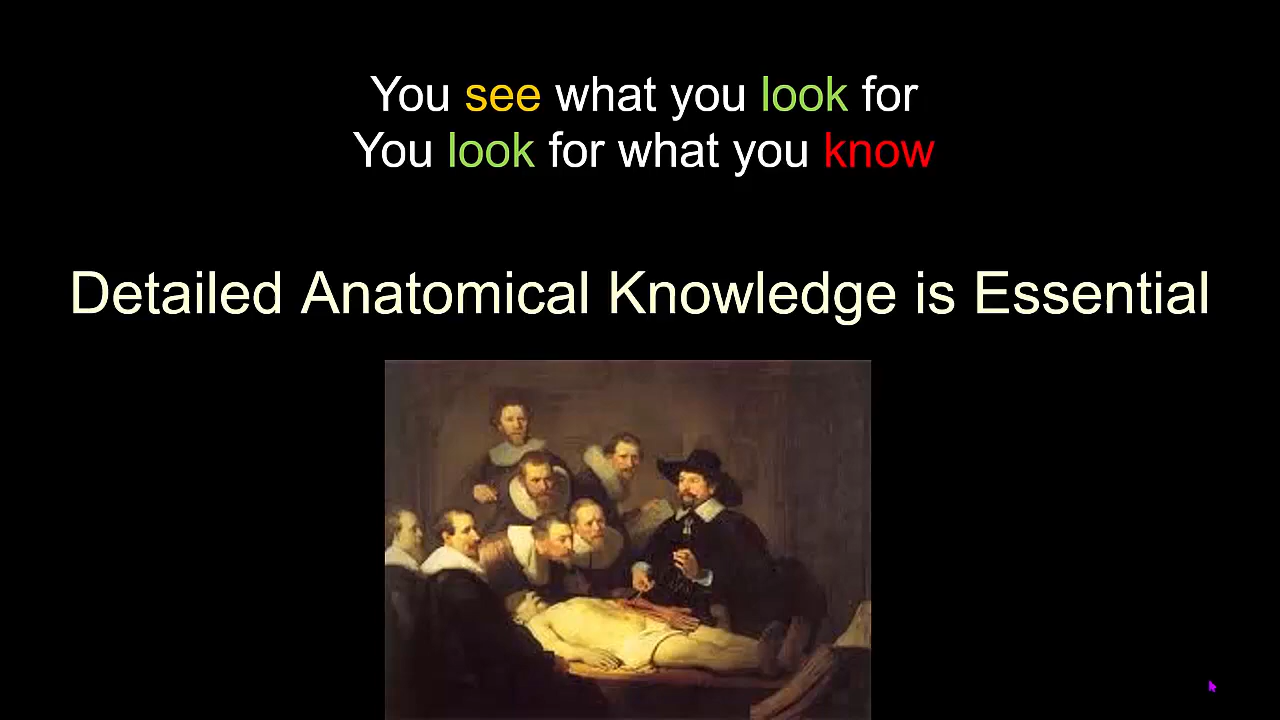 You see what you look for
You look for what you know
Detailed Anatomical Knowledge is Essential